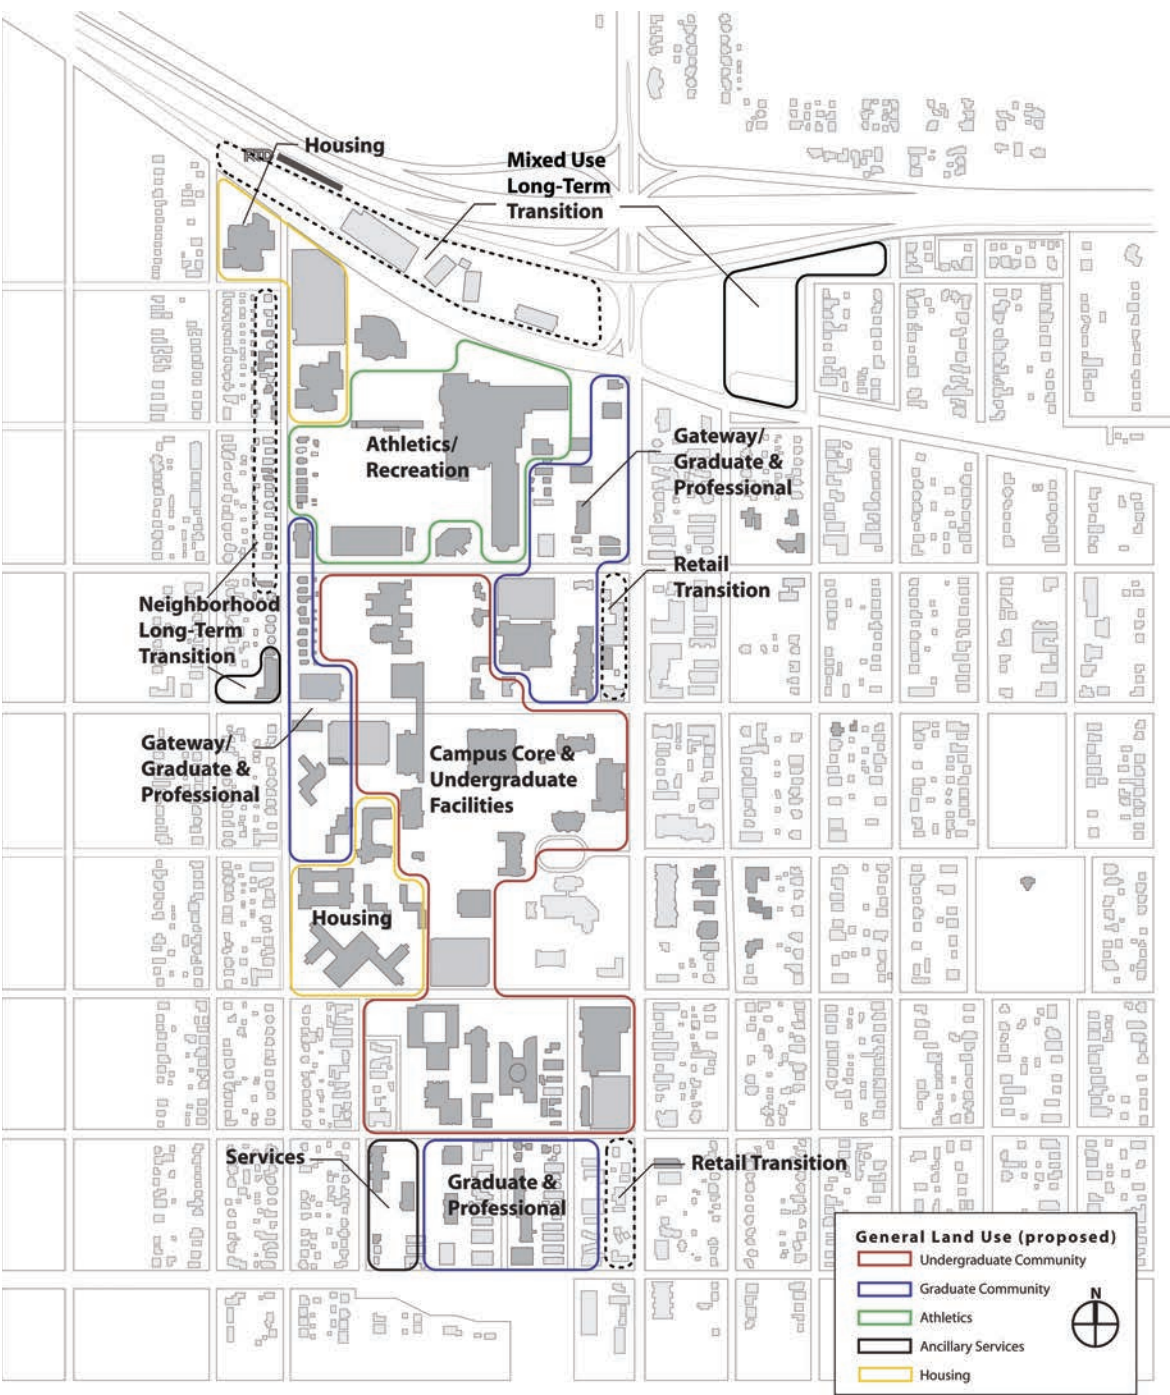 RTD
Housing
Mixed Use
Long-Term
Transition
Athletics/
Recreation
Gateway/
Graduate &
Professional
Retail
Transition
Neighborhood
Long-Term
Transition
Gateway/
Graduate &
Professional
Campus Core &
Undergraduate
Facilities
Housing
Services
Graduate &
Professional
Retail Transition
General Land Use (proposed)
Undergraduate Community
Graduate Community
Athletics
Ancillary Services
Housing
N